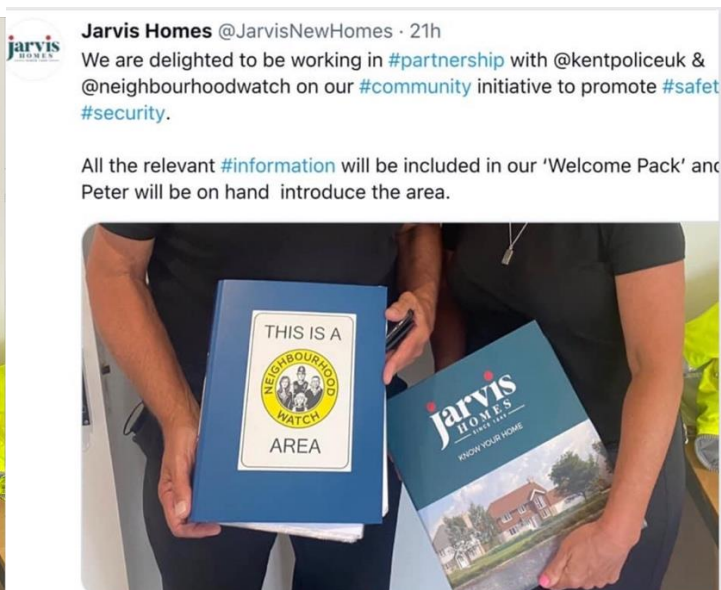 jarvis
HOMES
Jarvis Homes @JarvisNewHomes · 21h
We are delighted to be working in #partnership with @kentpoliceuk &
@neighbourhoodwatch on our #community initiative to promote #safet
#security.
All the relevant #information will be included in our ‘Welcome Pack’ and
Peter will be on hand introduce the area.
THIS IS A
NEIGHBOURHOOD
WATCH
AREA
jarvis
HOMES
KNOW YOUR HOME